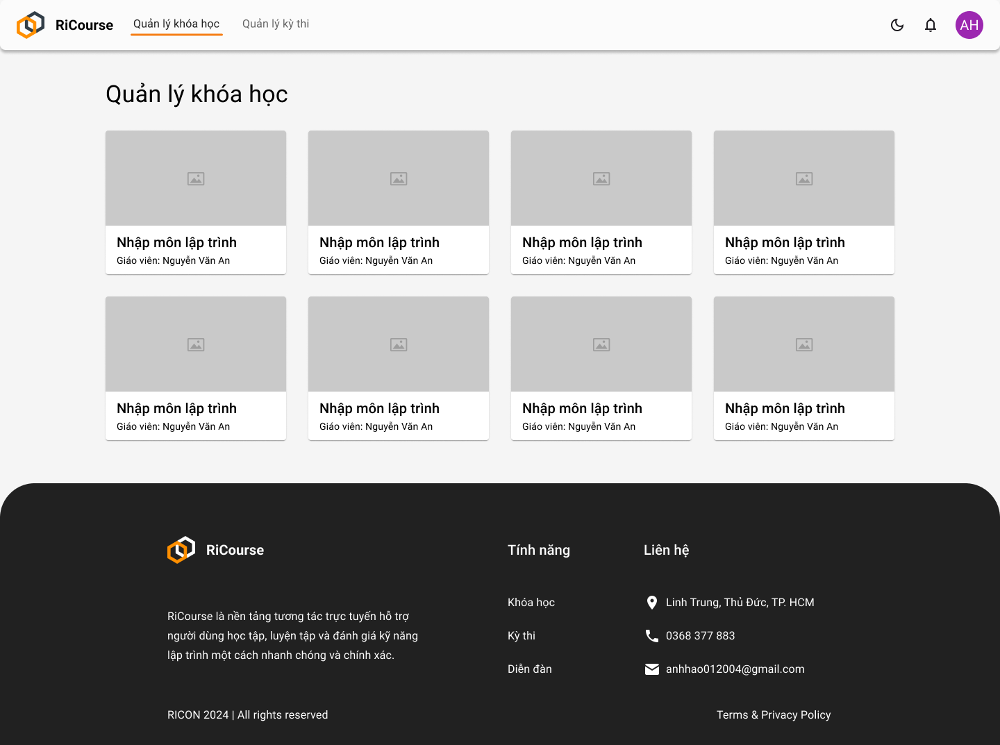 RiCourse
Quản lý khóa học
Quản lý kỳ thi
AH
Quản lý khóa học
Nhập môn lập trình
Giáo viên: Nguyễn Văn An
Nhập môn lập trình
Giáo viên: Nguyễn Văn An
Nhập môn lập trình
Giáo viên: Nguyễn Văn An
Nhập môn lập trình
Giáo viên: Nguyễn Văn An
Nhập môn lập trình
Giáo viên: Nguyễn Văn An
Nhập môn lập trình
Giáo viên: Nguyễn Văn An
Nhập môn lập trình
Giáo viên: Nguyễn Văn An
Nhập môn lập trình
Giáo viên: Nguyễn Văn An
RiCourse
RiCourse là nền tảng tương tác trực tuyến hỗ trợ
người dùng học tập, luyện tập và đánh giá kỹ năng
lập trình một cách nhanh chóng và chính xác.
Tính năng
Khóa học
Kỳ thi
Diễn đàn
Liên hệ
Linh Trung, Thủ Đức, TP. HCM
0368 377 883
anhhao012004@gmail.com
RICON 2024 | All rights reserved
Terms & Privacy Policy